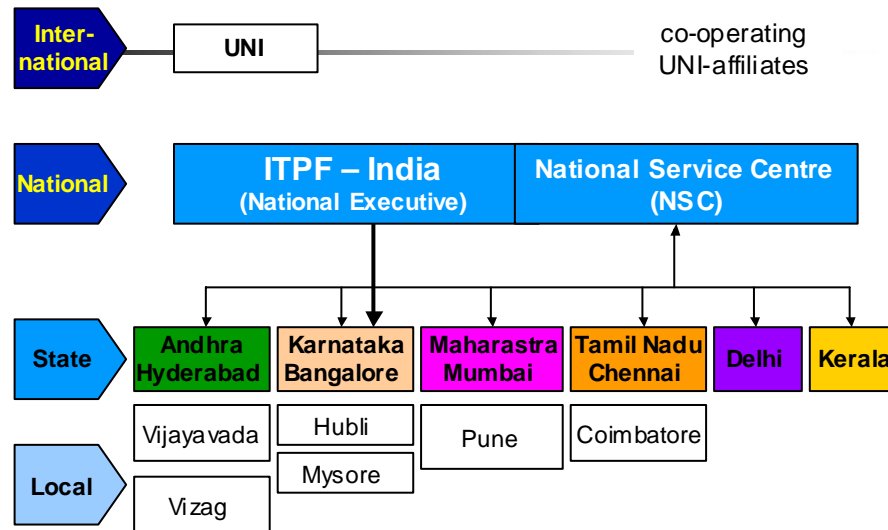 Inter-
national
UNI
co-operating
UNI-affiliates
National
ITPF – India
(National Executive)
National Service Centre
(NSC)
State
Andhra
Hyderabad
Karnataka
Bangalore
Maharastra
Mumbai
Tamil Nadu
Chennai
Delhi
Kerala
Local
Vijayavada
Hubli
Pune
Coimbatore
Mysore
Vizag